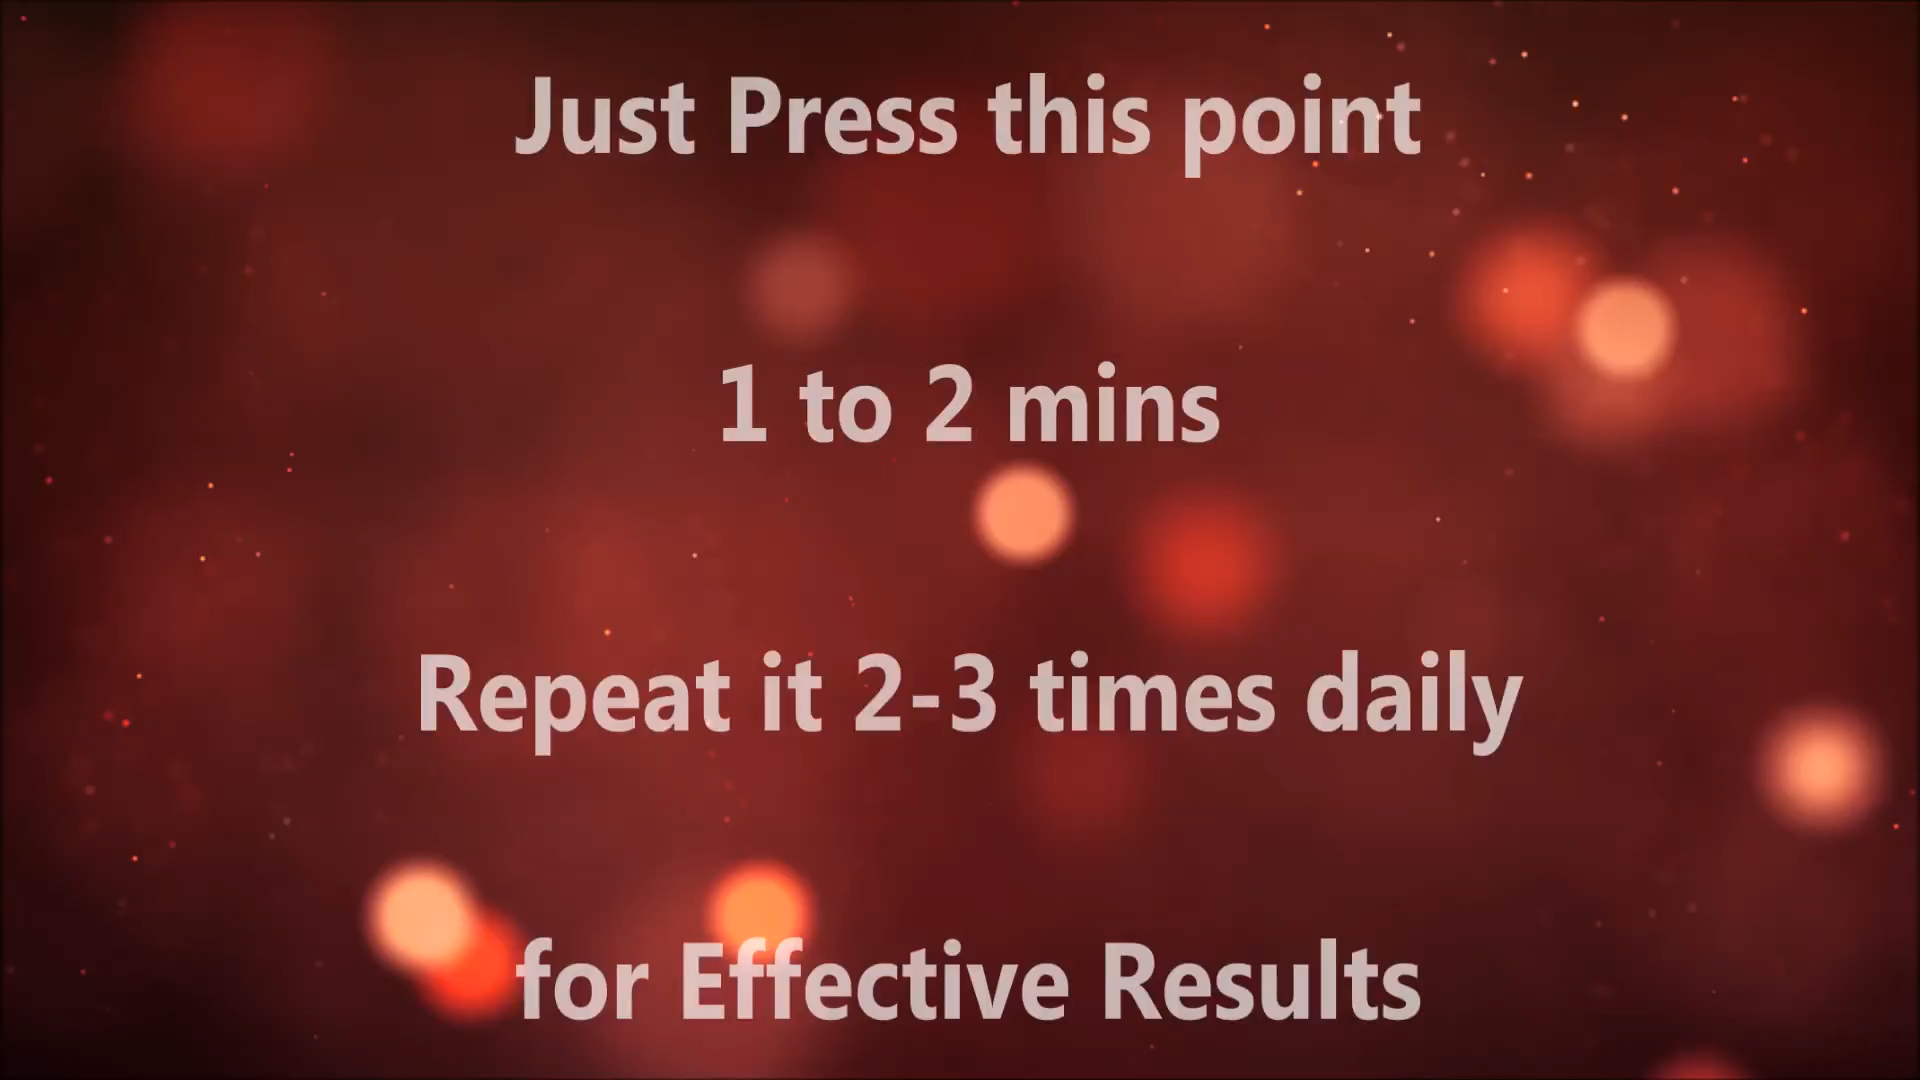 Just Press this point
1 to 2 mins
Repeat it 2-3 times daily
for Effective Results